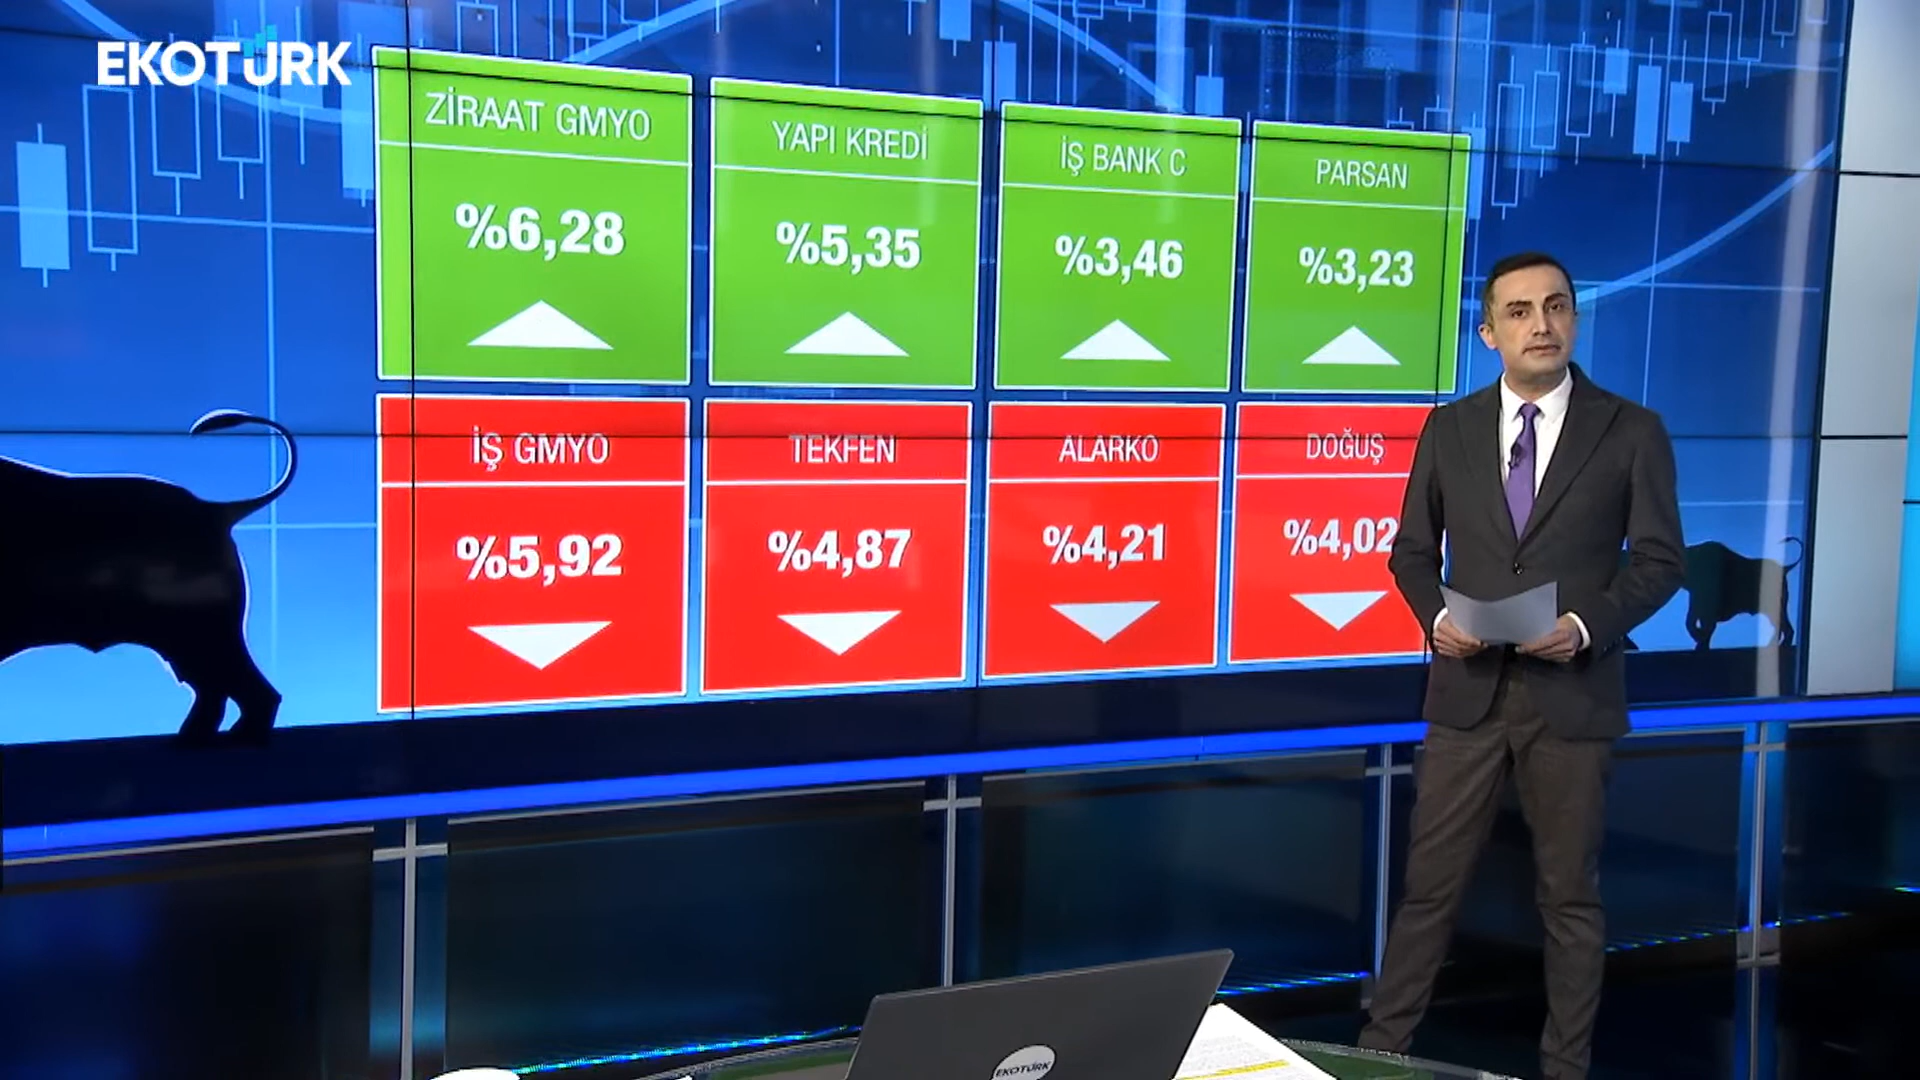 EKOTÜRK
ZİRAAT GMYO
%6,28
YAPI KREDİ
%5,35
İŞ BANK C
%3,46
PARSAN
%3,23
İŞ GMYO
%5,92
TEKFEN
%4,87
ALARKO
%4,21
DOĞUŞ
%4,02
EKOTÜRK